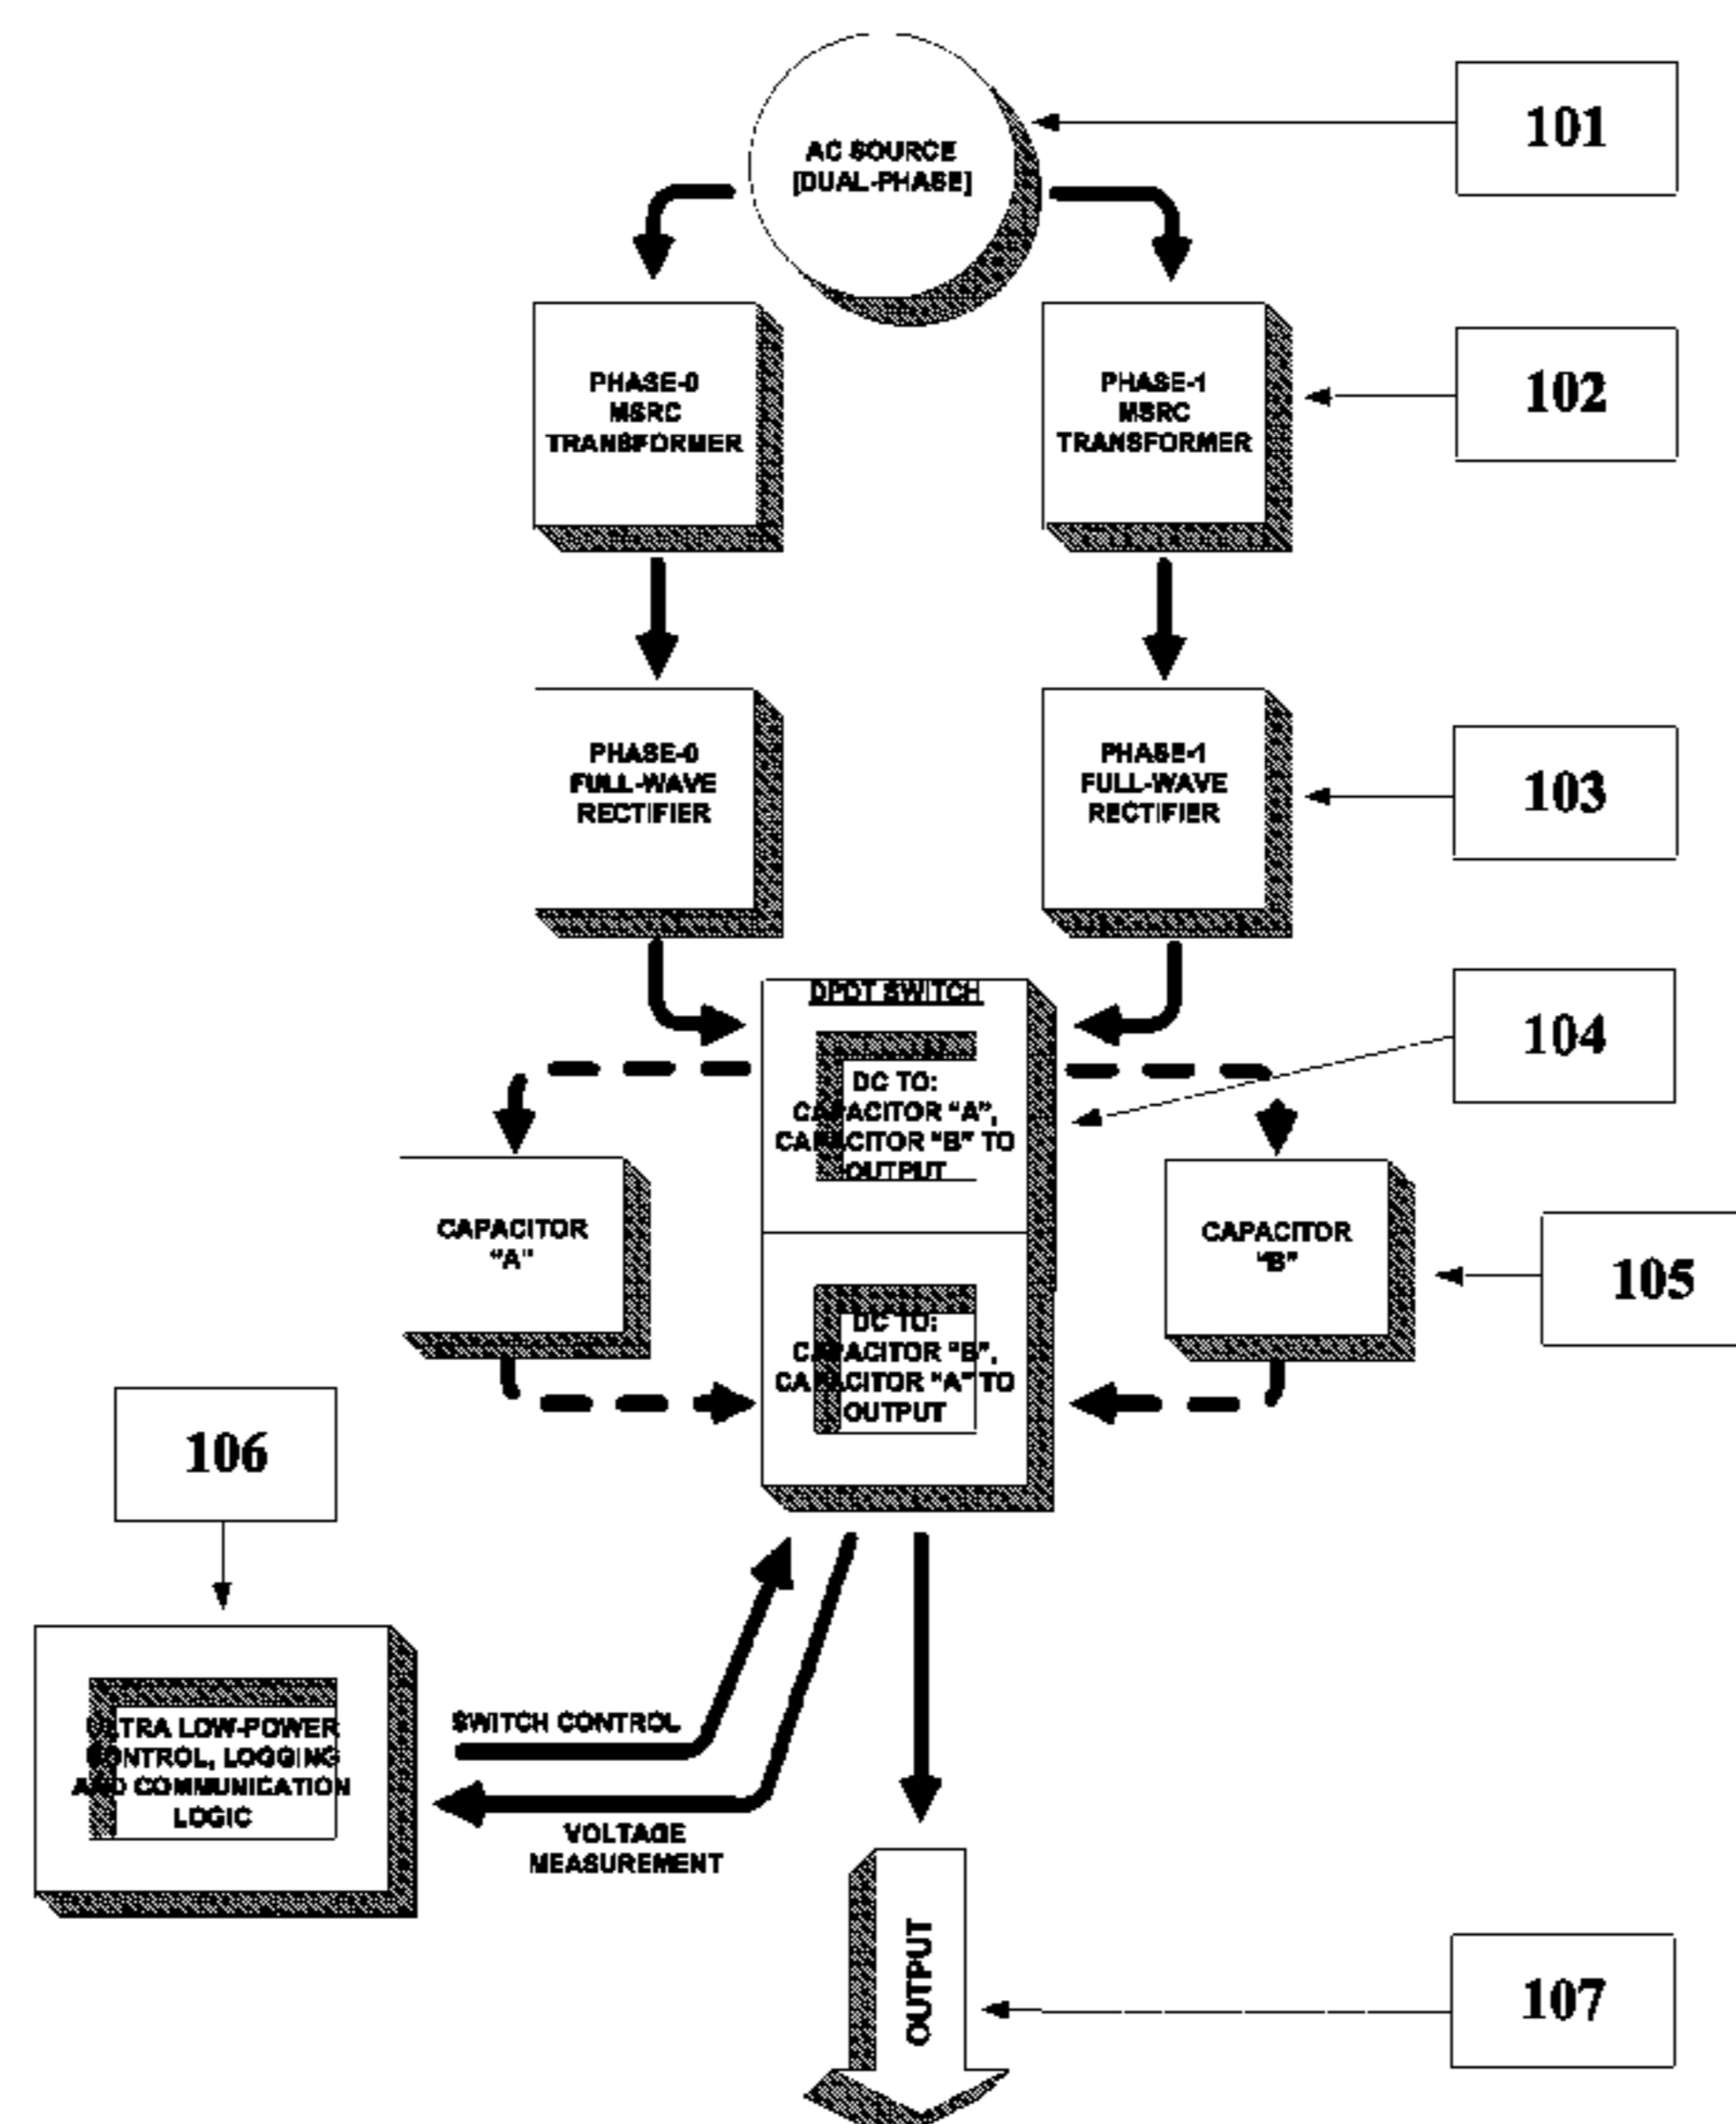 AC SOURCE
[DUAL-PHASE]
101
PHASE-0
MSRC
TRANSFORMER
PHASE-1
MSRC
TRANSFORMER
102
PHASE-0
FULL-WAVE
RECTIFIER
PHASE-1
FULL-WAVE
RECTIFIER
103
DPDT SWITCH
DC TO:
CAPACITOR "A",
CAPACITOR "B" TO
OUTPUT
104
CAPACITOR
"A"
CAPACITOR
"B"
105
DC TO:
CAPACITOR "B",
CAPACITOR "A" TO
OUTPUT
106
ULTRA LOW-POWER
CONTROL, LOGGING
AND COMMUNICATION
LOGIC
SWITCH CONTROL
VOLTAGE
MEASUREMENT
OUTPUT
107